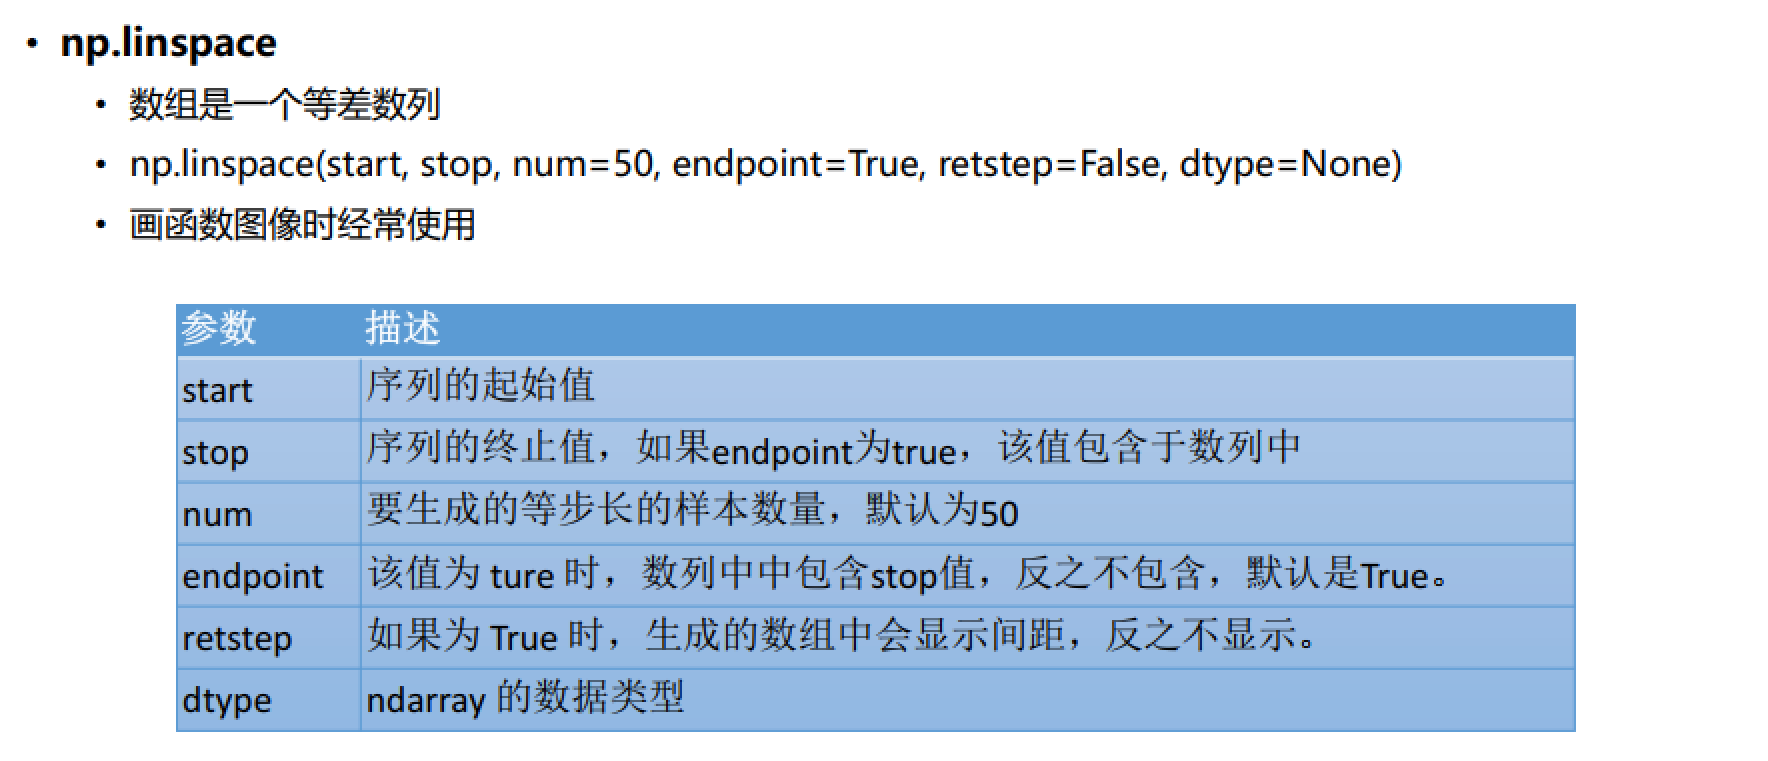 • np.linspace
• 数组是一个等差数列
• np.linspace(start, stop, num=50, endpoint=True, retstep=False, dtype=None)
• 画函数图像时经常使用
参数 描述
start 序列的起始值
stop 序列的终止值，如果endpoint为true，该值包含于数列中
num 要生成的等步长的样本数量，默认为50
endpoint 该值为 ture 时，数列中中包含stop值，反之不包含，默认是True。
retstep 如果为 True 时，生成的数组中会显示间距，反之不显示。
dtype ndarray 的数据类型